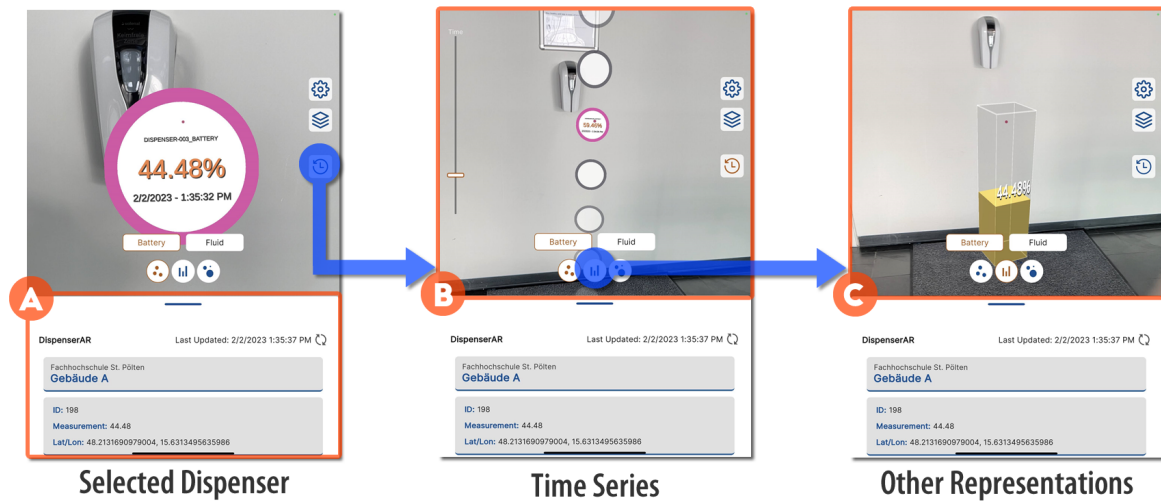 DISPENSER-003_BATTERY
44.48%
2/2/2023 - 1:35:32 PM
Battery
Fluid
A
DispenserAR
Last Updated: 2/2/2023 1:35:37 PM
Fachhochschule St. Pölten
Gebäude A
ID: 198
Measurement: 44.48
Lat/Lon: 48.2131690979004, 15.6313495635986
Selected Dispenser
Time
59.46%
Battery
Fluid
B
DispenserAR
Last Updated: 2/2/2023 1:35:37 PM
Fachhochschule St. Pölten
Gebäude A
ID: 198
Measurement: 44.48
Lat/Lon: 48.2131690979004, 15.6313495635986
Time Series
44.48%
Battery
Fluid
C
DispenserAR
Last Updated: 2/2/2023 1:35:37 PM
Fachhochschule St. Pölten
Gebäude A
ID: 198
Measurement: 44.48
Lat/Lon: 48.2131690979004, 15.6313495635986
Other Representations